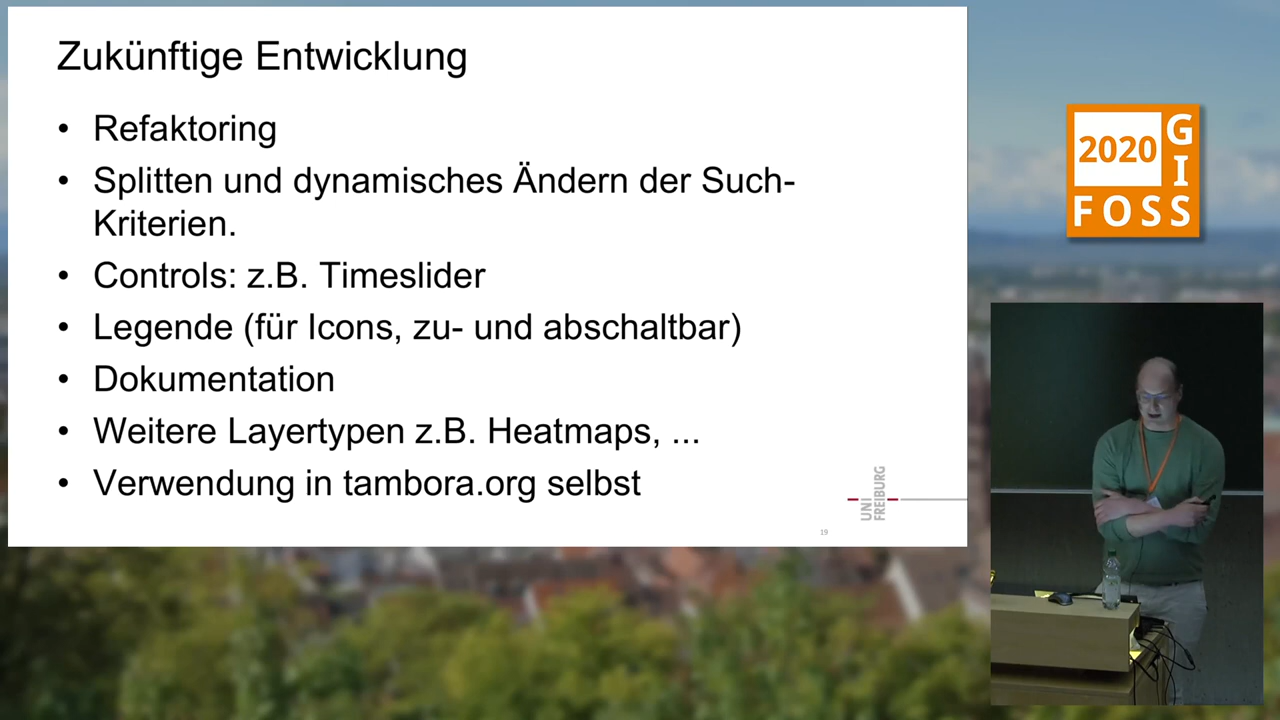 Zukünftige Entwicklung
• Refaktoring
• Splitten und dynamisches Ändern der Such-
Kriterien.
• Controls: z.B. Timeslider
• Legende (für Icons, zu- und abschaltbar)
• Dokumentation
• Weitere Layertypen z.B. Heatmaps, ...
• Verwendung in tambora.org selbst
UNI
FREIBURG
19
2020
GIS
FOSS